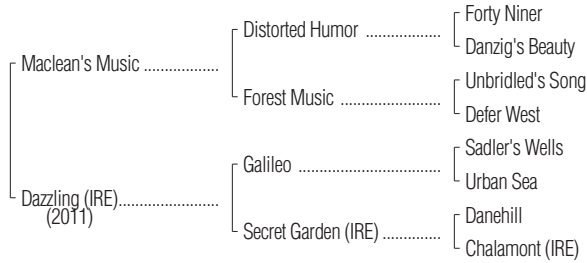 Forty Niner
Distorted Humor ..................
Danzig's Beauty
Maclean's Music ..................
Unbridled's Song
Forest Music ........................
Defer West
Sadler's Wells
Galileo ..................................
Urban Sea
Dazzling (IRE)........................
(2011)
Danehill
Secret Garden (IRE) ..............
Chalamont (IRE)